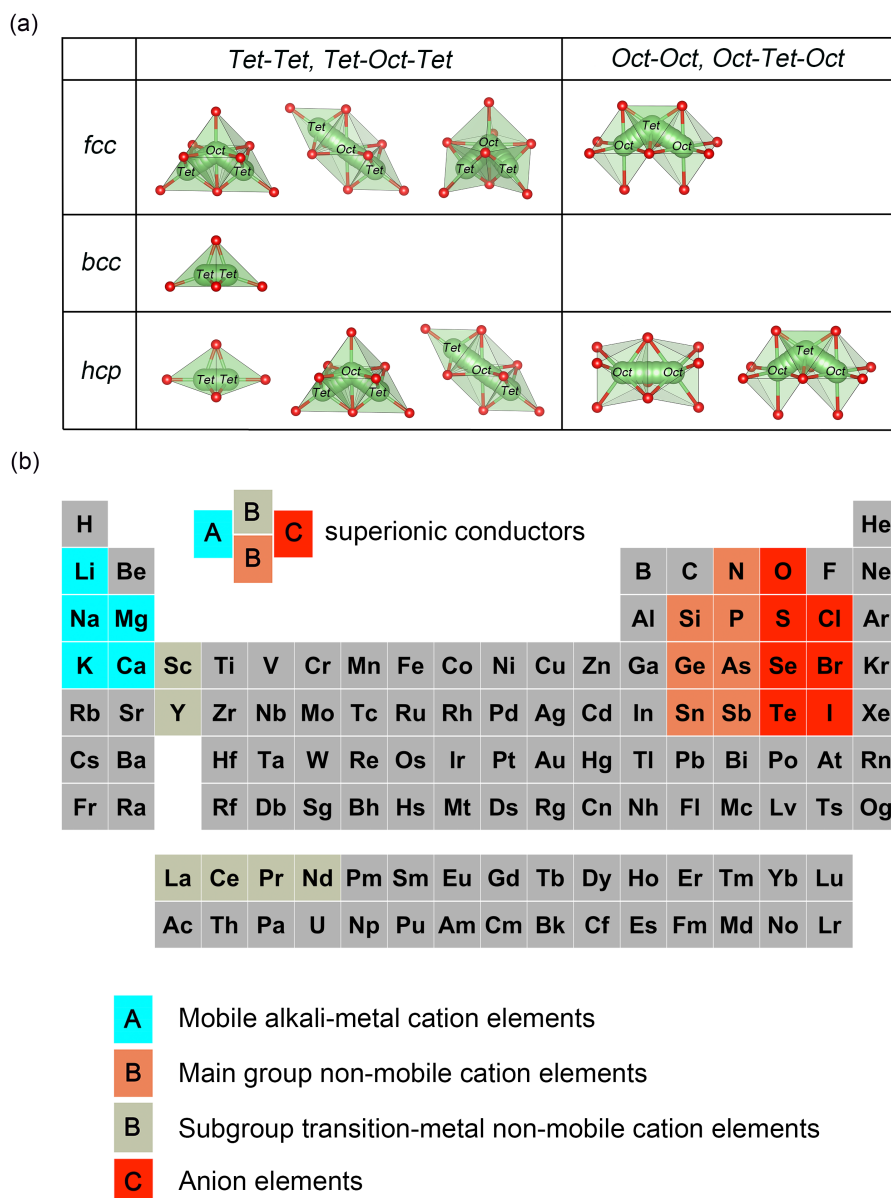 (a)
Tet-Tet, Tet-Oct-Tet Oct-Oct, Oct-Tet-Oct
fcc
Oct Tet Tet
Tet Oct Tet
Oct Tet Tet
Tet Oct Oct
bcc
Tet Tet
hcp
Tet Tet
Oct Tet Tet
Tet Oct Tet
Oct Oct
Tet Oct Oct
(b)
B
A C superionic conductors
B
H He
Li Be B C N O F Ne
Na Mg Al Si P S Cl Ar
K Ca Sc Ti V Cr Mn Fe Co Ni Cu Zn Ga Ge As Se Br Kr
Rb Sr Y Zr Nb Mo Tc Ru Rh Pd Ag Cd In Sn Sb Te I Xe
Cs Ba Hf Ta W Re Os Ir Pt Au Hg Tl Pb Bi Po At Rn
Fr Ra Rf Db Sg Bh Hs Mt Ds Rg Cn Nh Fl Mc Lv Ts Og
La Ce Pr Nd Pm Sm Eu Gd Tb Dy Ho Er Tm Yb Lu
Ac Th Pa U Np Pu Am Cm Bk Cf Es Fm Md No Lr
A Mobile alkali-metal cation elements
B Main group non-mobile cation elements
B Subgroup transition-metal non-mobile cation elements
C Anion elements